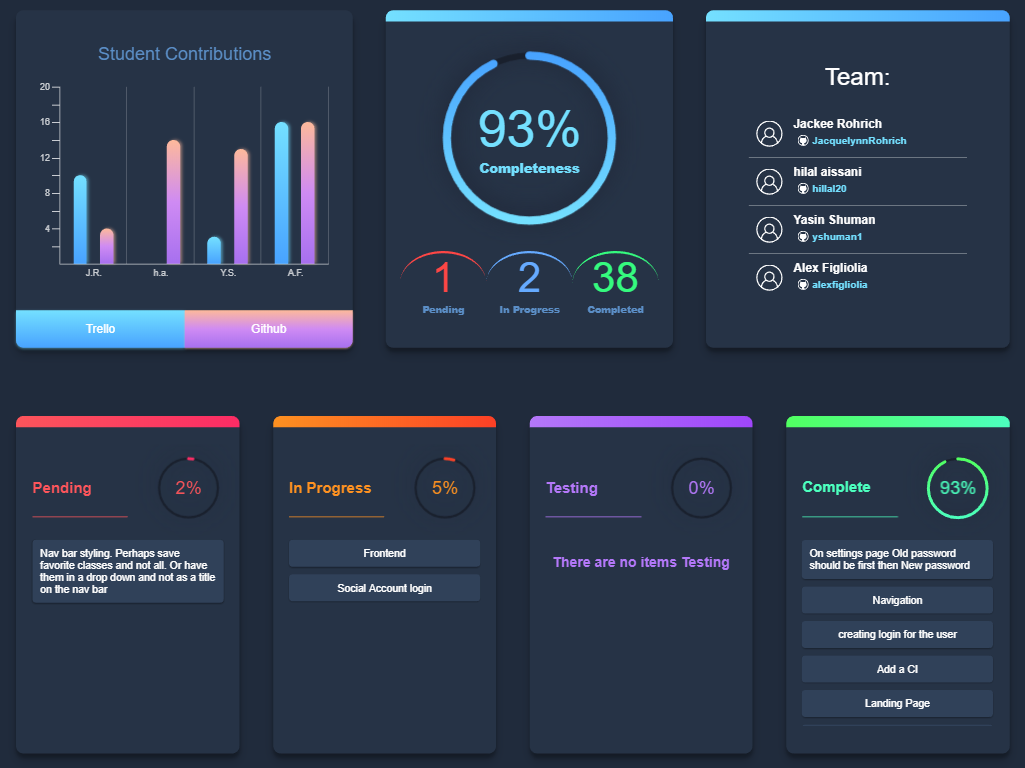 Student Contributions
20
16
12
8
4
J.R.
h.a.
Y.S.
A.F.
Trello
Github
93%
Completeness
1
Pending
2
In Progress
38
Completed
Team:
Jackee Rohrich
JacquelynnRohrich
hilal aissani
hillal20
Yasin Shuman
yshuman1
Alex Figliolia
alexfigliolia
Pending
2%
Nav bar styling. Perhaps save
favorite classes and not all. Or have
them in a drop down and not as a title
on the nav bar
In Progress
5%
Frontend
Social Account login
Testing
0%
There are no items Testing
Complete
93%
On settings page Old password
should be first then New password
Navigation
creating login for the user
Add a CI
Landing Page